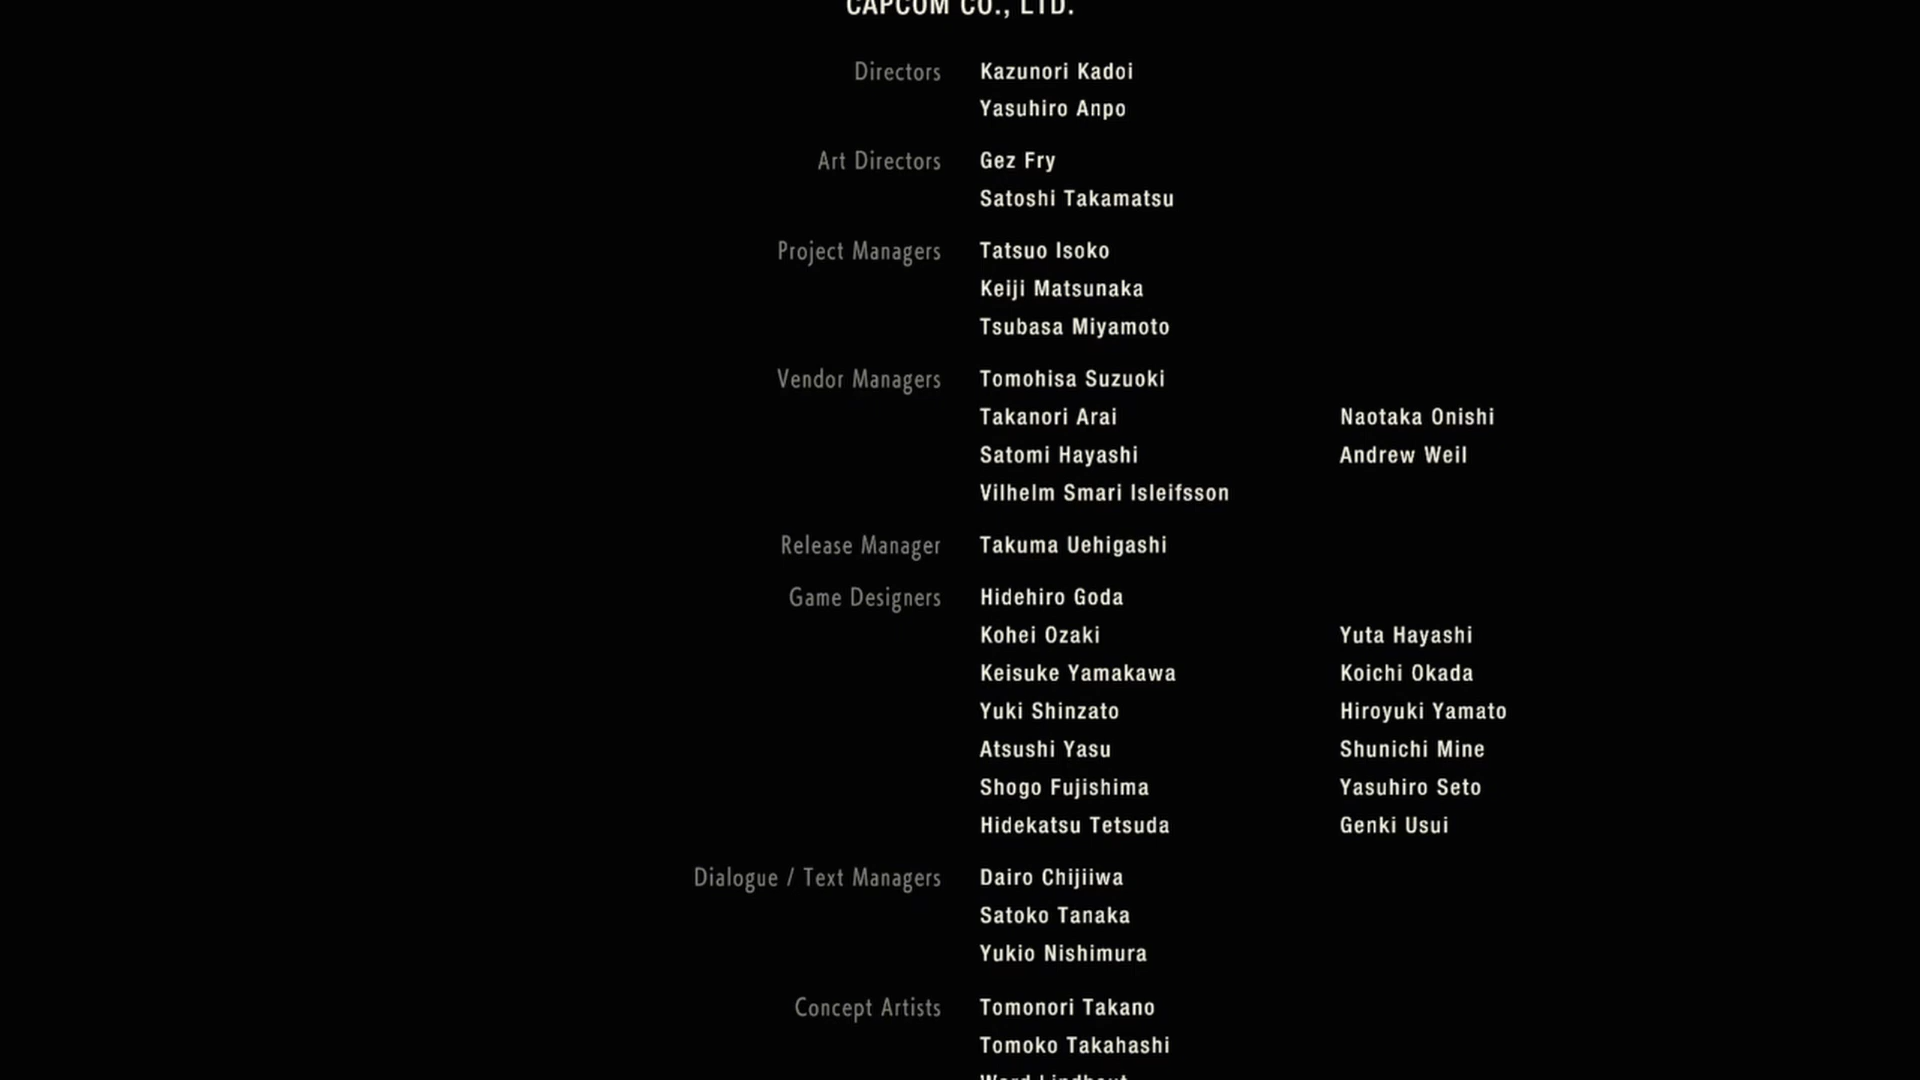 CAPCOM CO., LTD.
Directors Kazunori Kadoi
Yasuhiro Anpo
Art Directors Gez Fry
Satoshi Takamatsu
Project Managers Tatsuo Isoko
Keiji Matsunaka
Tsubasa Miyamoto
Vendor Managers Tomohisa Suzuoki
Takanori Arai Naotaka Onishi
Satomi Hayashi Andrew Weil
Vilhelm Smari Isleifsson
Release Manager Takuma Uehigashi
Game Designers Hidehiro Goda
Kohei Ozaki Yuta Hayashi
Keisuke Yamakawa Koichi Okada
Yuki Shinzato Hiroyuki Yamato
Atsushi Yasu Shunichi Mine
Shogo Fujishima Yasuhiro Seto
Hidekatsu Tetsuda Genki Usui
Dialogue / Text Managers Dairo Chijiiwa
Satoko Tanaka
Yukio Nishimura
Concept Artists Tomonori Takano
Tomoko Takahashi